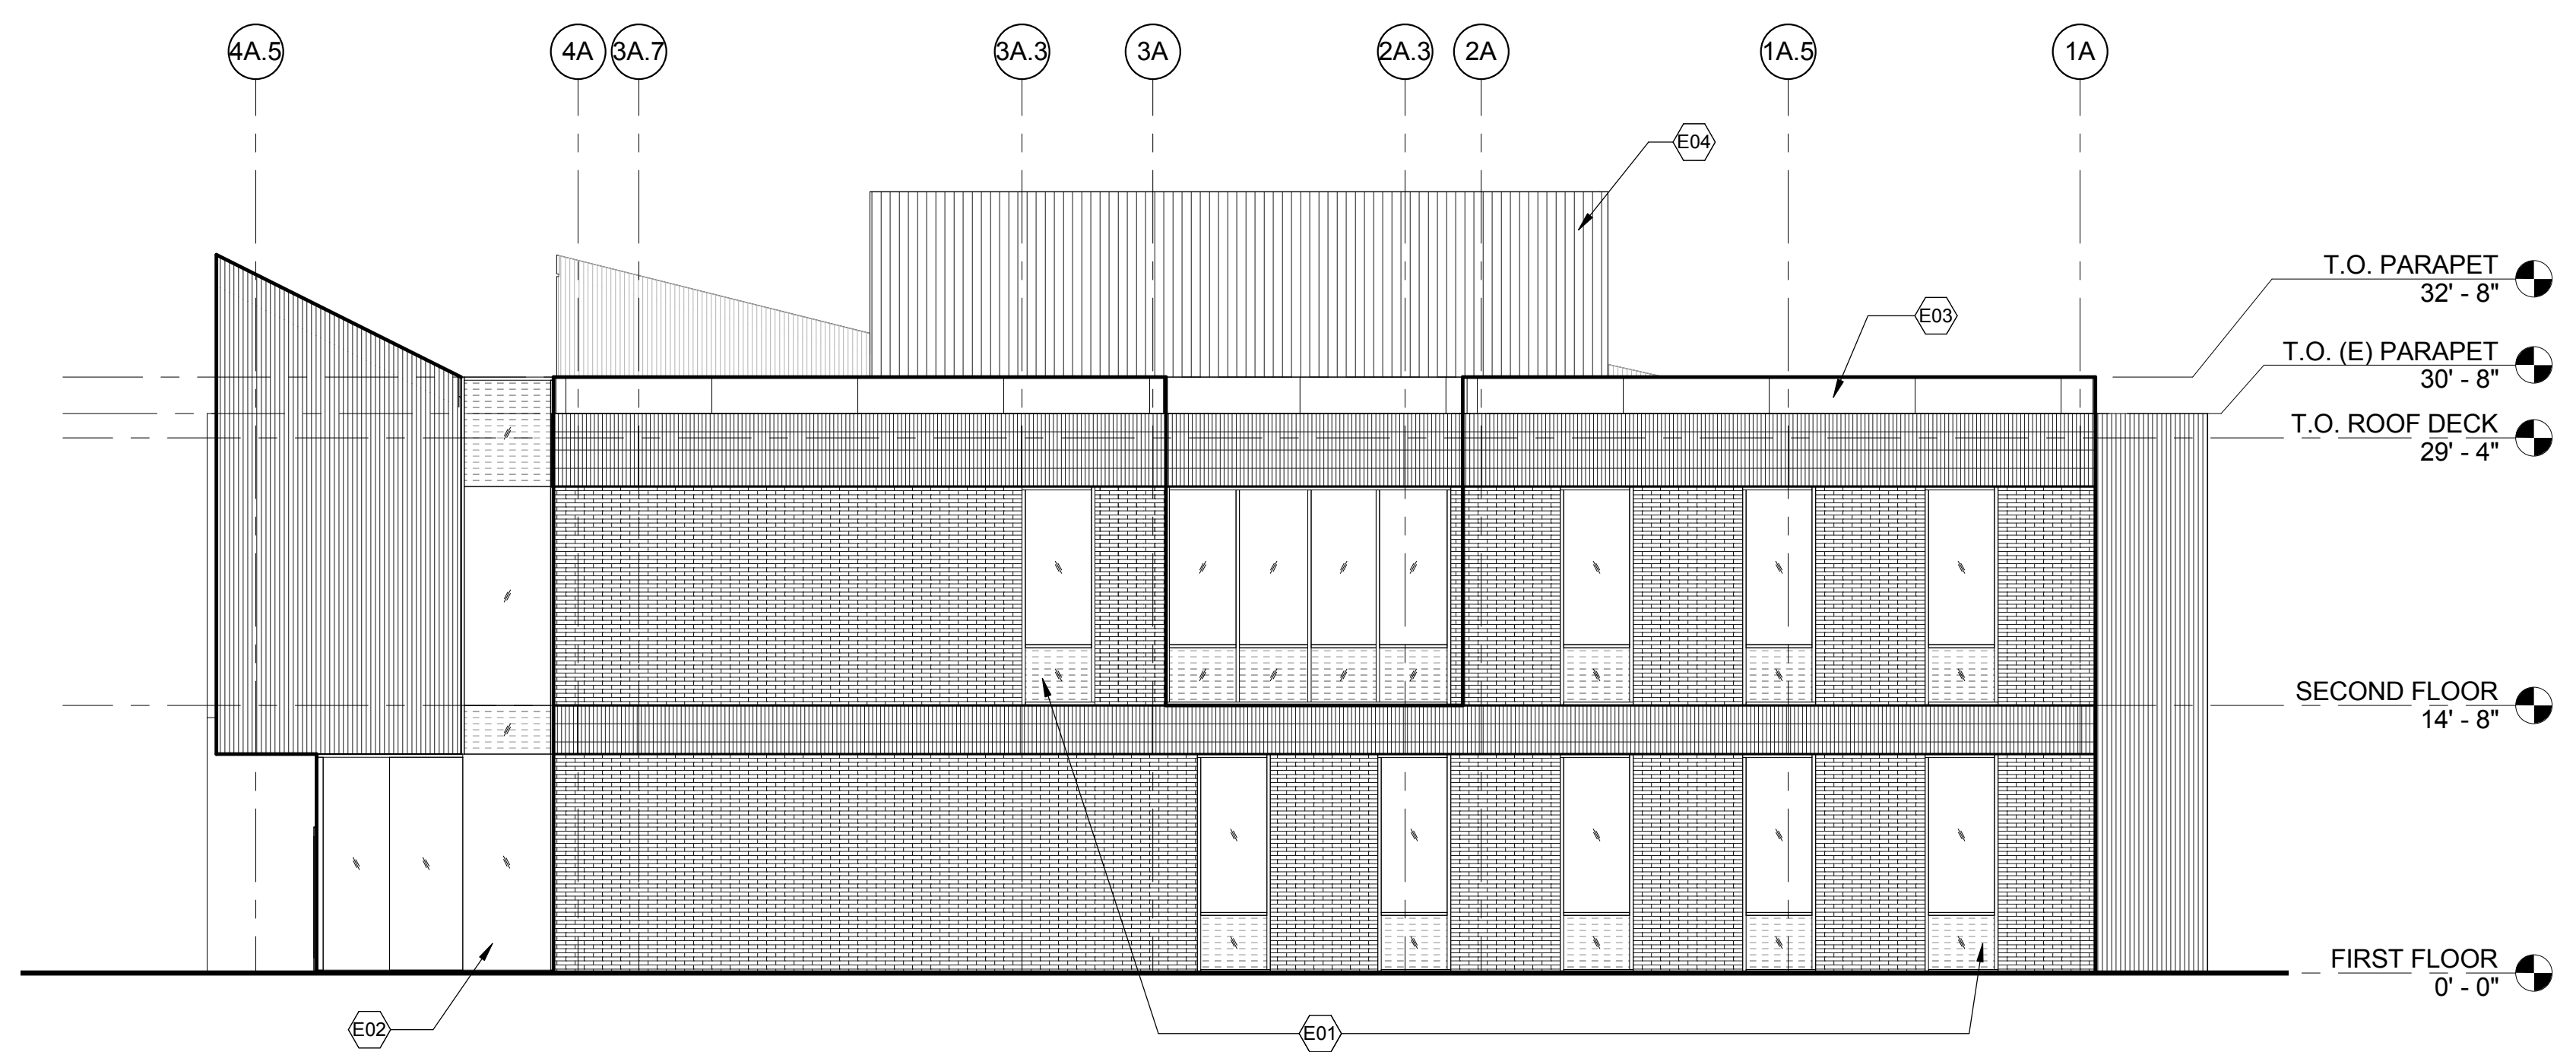 4A.5
4A
3A.7
3A.3
3A
2A.3
2A
1A.5
1A
E04
T.O. PARAPET
32' - 8"
E03
T.O. (E) PARAPET
30' - 8"
T.O. ROOF DECK
29' - 4"
SECOND FLOOR
14' - 8"
FIRST FLOOR
0' - 0"
E02
E01